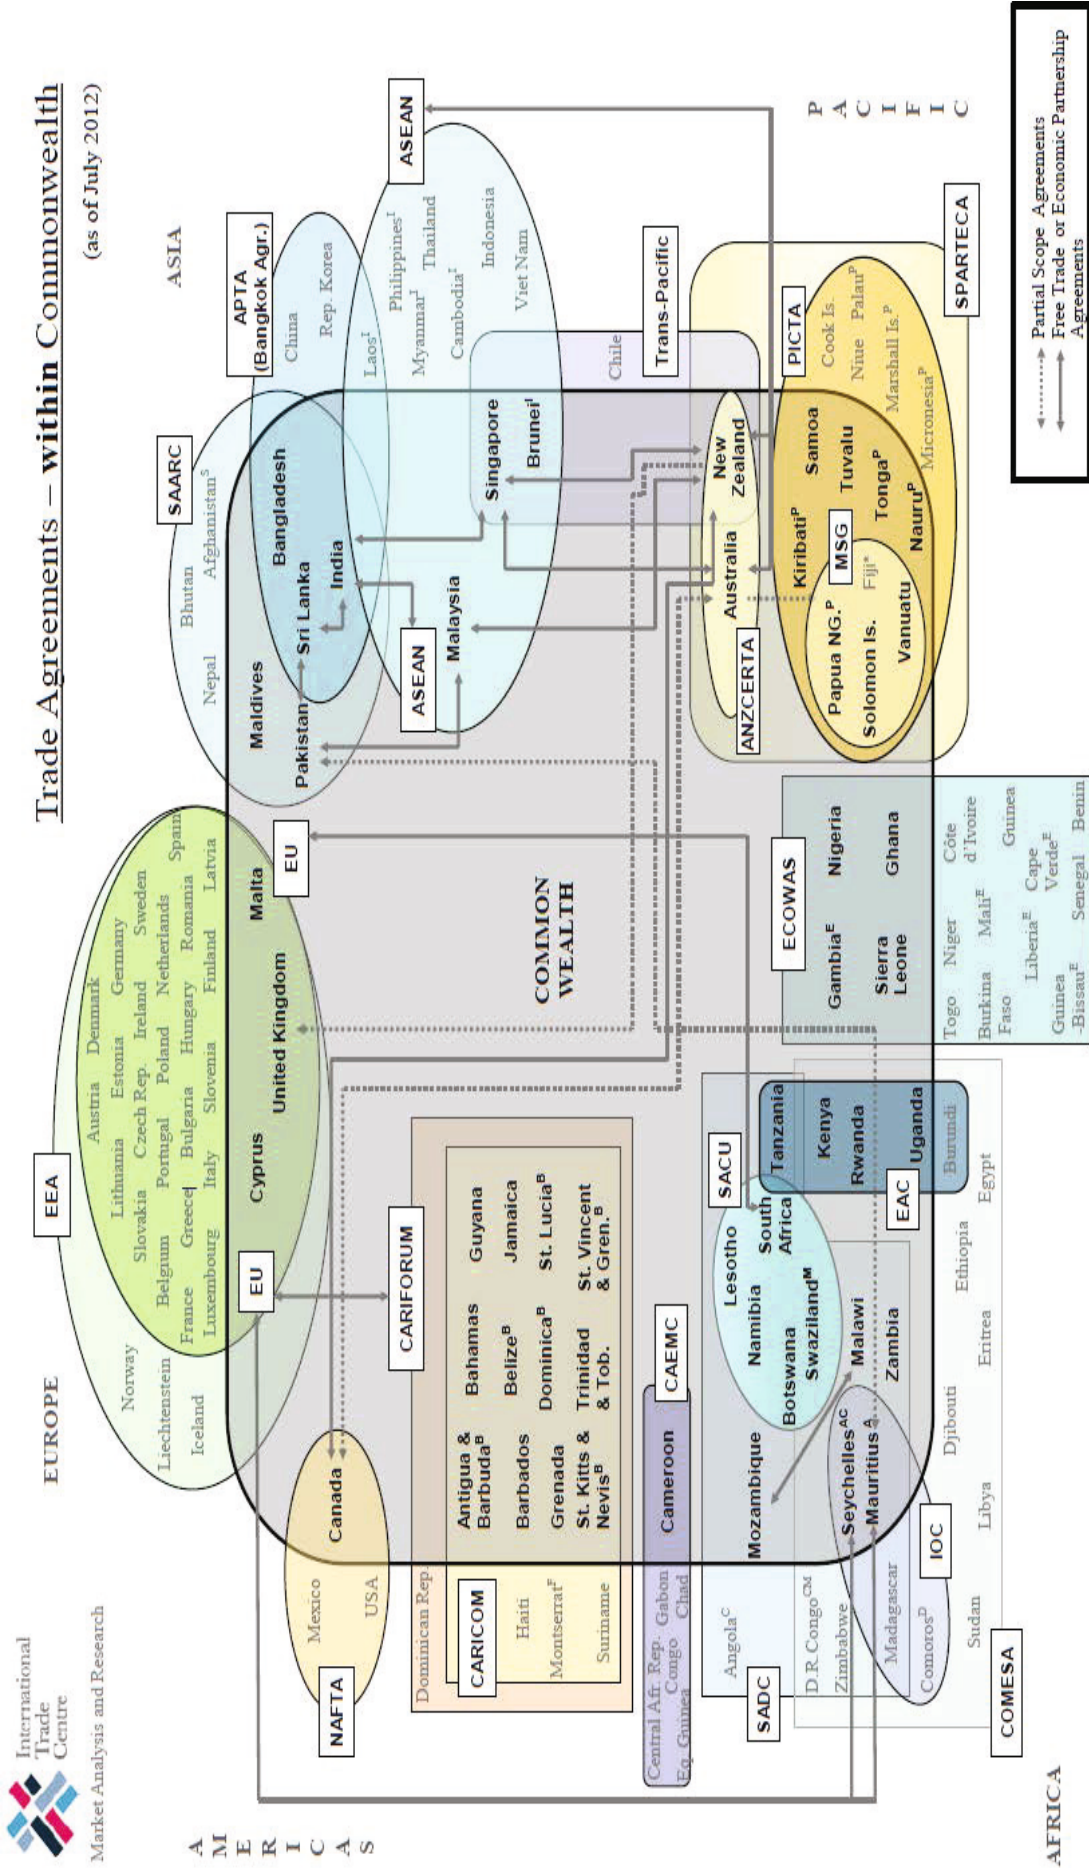 International
Trade
Centre
Market Analysis and Research
Trade Agreements – within Commonwealth
(as of July 2012)
EUROPE
ASIA
A
M
E
R
I
C
A
S
P
A
C
I
F
I
C
AFRICA
EEA
Norway
Liechtenstein
Iceland
Austria Denmark
Lithuania Estonia Germany
Slovakia Czech Rep. Ireland Sweden
Belgium Portugal Poland Netherlands Spain
France Greece Bulgaria Hungary Romania
Luxembourg Italy Slovenia Finland Latvia
EU
Cyprus
United Kingdom
Malta
EU
SAARC
Nepal
Bhutan
Afghanistan^S
Maldives
Pakistan
Sri Lanka
Bangladesh
India
APTA
(Bangkok Agr.)
China
Rep. Korea
Laos^I
ASEAN
Philippines^I
Myanmar^I Thailand
Cambodia^I
Indonesia
Viet Nam
ASEAN
Malaysia
Singapore
Brunei^I
Trans-Pacific
Chile
NAFTA
Mexico
USA
Canada
CARIFORUM
Dominican Rep.
CARICOM
Haiti
Montserrat^F
Suriname
Antigua &
Barbuda^B
Bahamas
Guyana
Barbados
Belize^B
Jamaica
Grenada
Dominica^B
St. Lucia^B
St. Kitts &
Nevis^B
Trinidad
& Tob.
St. Vincent
& Gren.^B
COMMON
WEALTH
CAEMC
Central Afr. Rep. Gabon
Congo Chad
Eq. Guinea
Cameroon
ANZCERTA
Australia
New
Zealand
SPARTECA
PICTA
Cook Is.
Niue Palau^P
Marshall Is.^P
Micronesia^P
Kiribati^P
Samoa
Tuvalu
Tonga^P
Nauru^P
MSG
Papua NG.^P
Solomon Is.
Fiji*
Vanuatu
ECOWAS
Gambia^E
Nigeria
Sierra
Leone
Ghana
Togo Niger Côte
d'Ivoire
Burkina
Faso
Mali^E
Guinea
Liberia^E
Cape
Verde^E
Guinea
-Bissau^E
Senegal
Benin
SADC
Angola^C
Mozambique
D.R. Congo^CM
Zimbabwe
Madagascar
SACU
Lesotho
Namibia
South
Africa
Botswana
Swaziland^M
Malawi
Zambia
EAC
Tanzania
Kenya
Rwanda
Uganda
Burundi
IOC
Seychelles^AC
Mauritius^A
Comoros^D
COMESA
Sudan
Libya
Djibouti
Eritrea
Ethiopia
Egypt
Partial Scope Agreements
Free Trade or Economic Partnership
Agreements